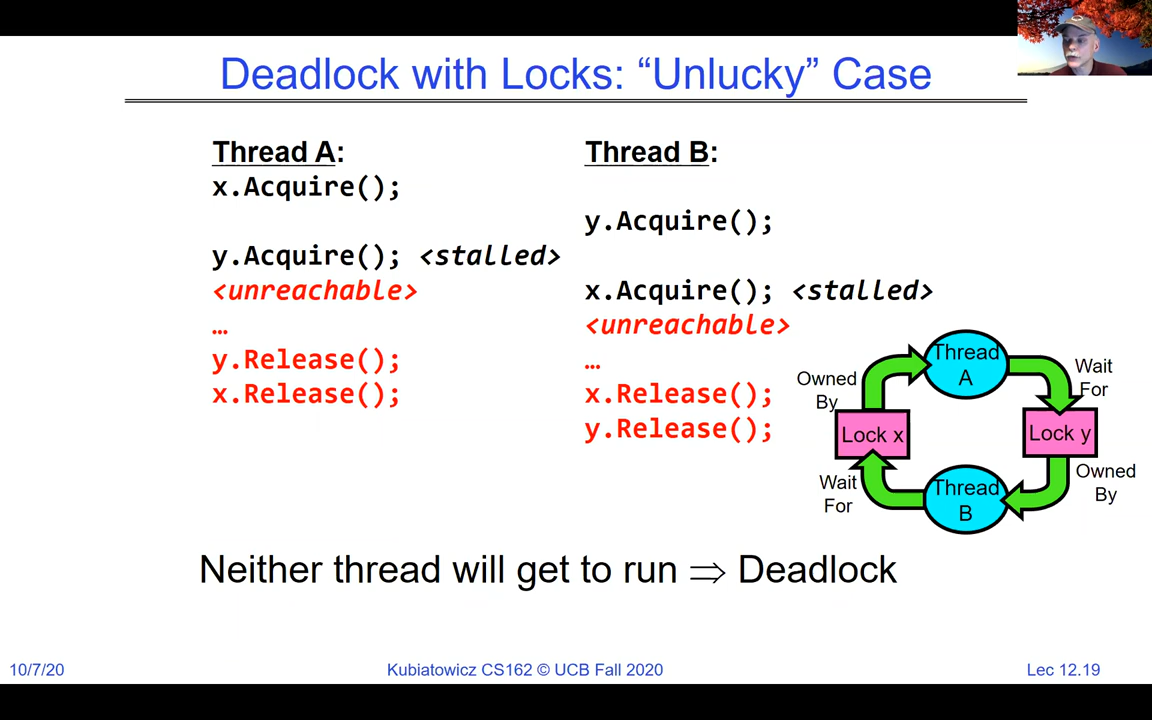 Deadlock with Locks: “Unlucky” Case
Thread A:
x.Acquire();
y.Acquire(); <stalled>
<unreachable>
…
y.Release();
x.Release();
Thread B:
y.Acquire();
x.Acquire(); <stalled>
<unreachable>
…
x.Release();
y.Release();
Thread
A
Owned
By
Wait
For
Lock x
Lock y
Wait
For
Owned
By
Thread
B
Neither thread will get to run ⇒ Deadlock
10/7/20
Kubiatowicz CS162 © UCB Fall 2020
Lec 12.19